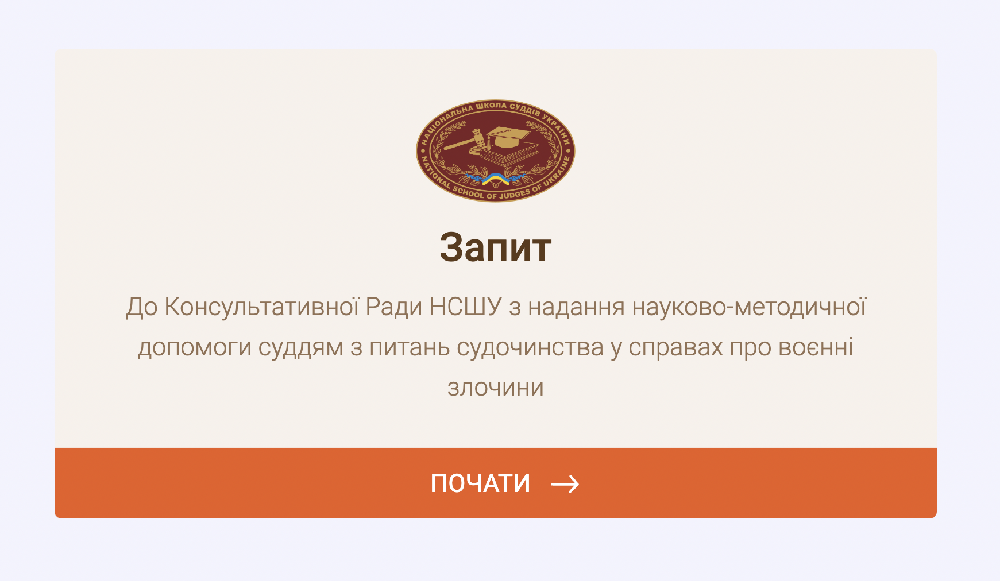 НАЦІОНАЛЬНА ШКОЛА СУДДІВ УКРАЇНИ
NATIONAL SCHOOL OF JUDGES OF UKRAINE
Запит
До Консультативної Ради НСШУ з надання науково-методичної
допомоги суддям з питань судочинства у справах про воєнні
злочини
ПОЧАТИ →